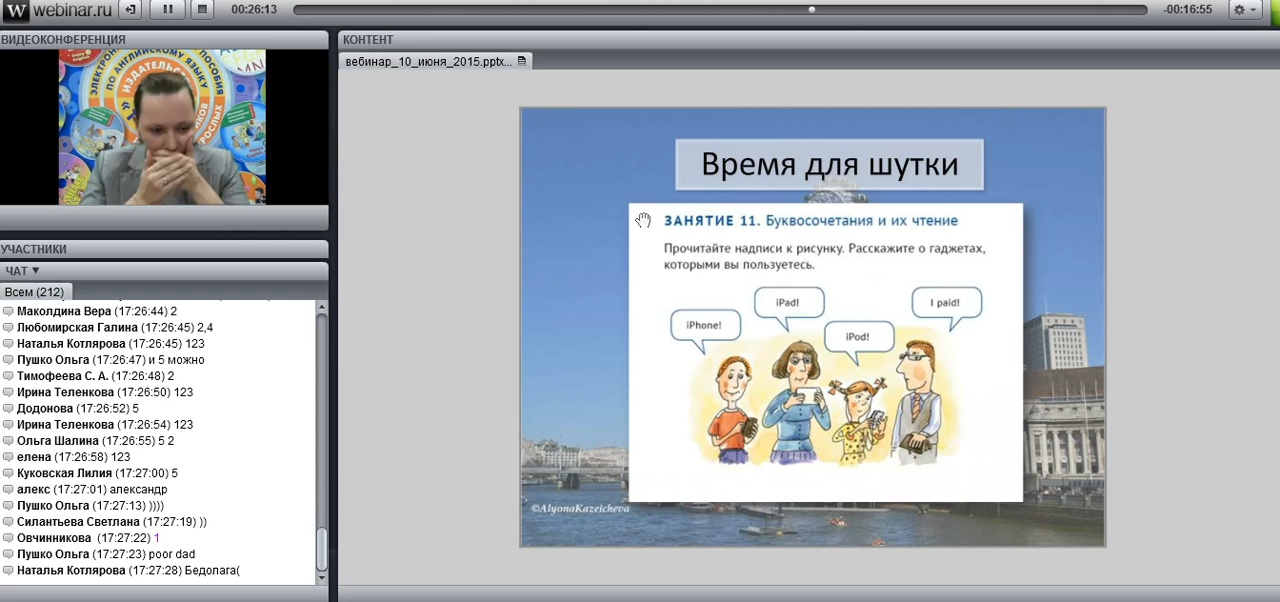 W webinar.ru
00:26:13
-00:16:55
ВИДЕОКОНФЕРЕНЦИЯ
ЭЛЕКТРОННЫЕ
ПО АНГЛИЙСКОМУ ЯЗЫКУ
ПОСОБИЯ
ИЗДАТЕЛЬСТВО
УЧАСТНИКИ
ЧАТ
Всем (212)
Маколдина Вера (17:26:44) 2
Любомирская Галина (17:26:45) 2,4
Наталья Котлярова (17:26:45) 123
Пушко Ольга (17:26:47) и 5 можно
Тимофеева С. А. (17:26:48) 2
Ирина Теленкова (17:26:50) 123
Додонова (17:26:52) 5
Ирина Теленкова (17:26:54) 123
Ольга Шалина (17:26:55) 5 2
елена (17:26:58) 123
Куковская Лилия (17:27:00) 5
алекс (17:27:01) александр
Пушко Ольга (17:27:13) ))))
Силантьева Светлана (17:27:19) ))
Овчинникова (17:27:22) 1
Пушко Ольга (17:27:23) poor dad
Наталья Котлярова (17:27:28) Бедолага(
КОНТЕНТ
вебинар_10_июня_2015.pptx...
Время для шутки
ЗАНЯТИЕ 11. Буквосочетания и их чтение
Прочитайте надписи к рисунку. Расскажите о гаджетах,
которыми вы пользуетесь.
iPhone!
iPad!
iPod!
I paid!
©AlyonaKazeicheva